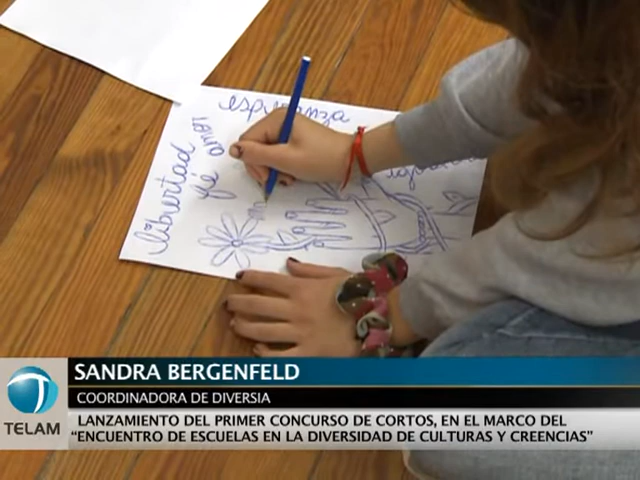 esperanza
libertad
fé
amor
SANDRA BERGENFELD
COORDINADORA DE DIVERSIA
TELAM
LANZAMIENTO DEL PRIMER CONCURSO DE CORTOS, EN EL MARCO DEL
"ENCUENTRO DE ESCUELAS EN LA DIVERSIDAD DE CULTURAS Y CREENCIAS"